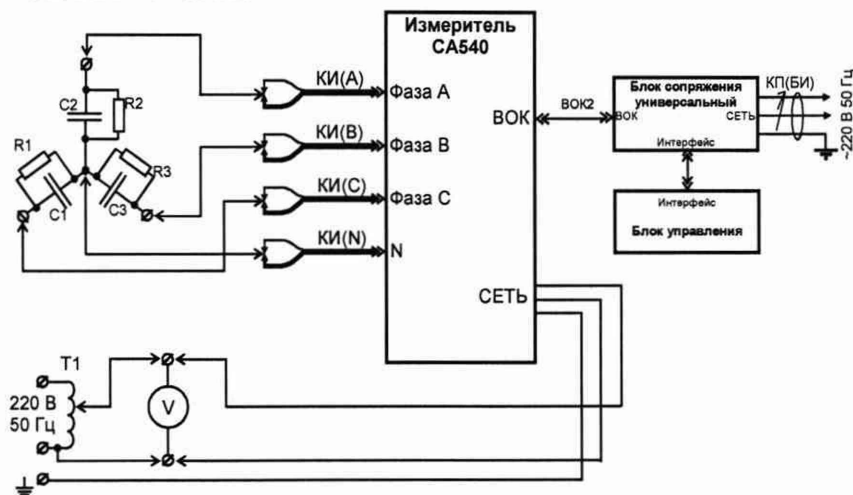 Измеритель
CA540
КИ(А)
Фаза А
C2
R2
КИ(В)
Фаза В
ВОК
ВОК2
Блок сопряжения
универсальный
ВОК
СЕТЬ
Интерфейс
КП(БИ)
~220 В 50 Гц
R1
R3
C1
C3
КИ(С)
Фаза С
Интерфейс
Блок управления
КИ(N)
N
СЕТЬ
T1
220 В
50 Гц
V